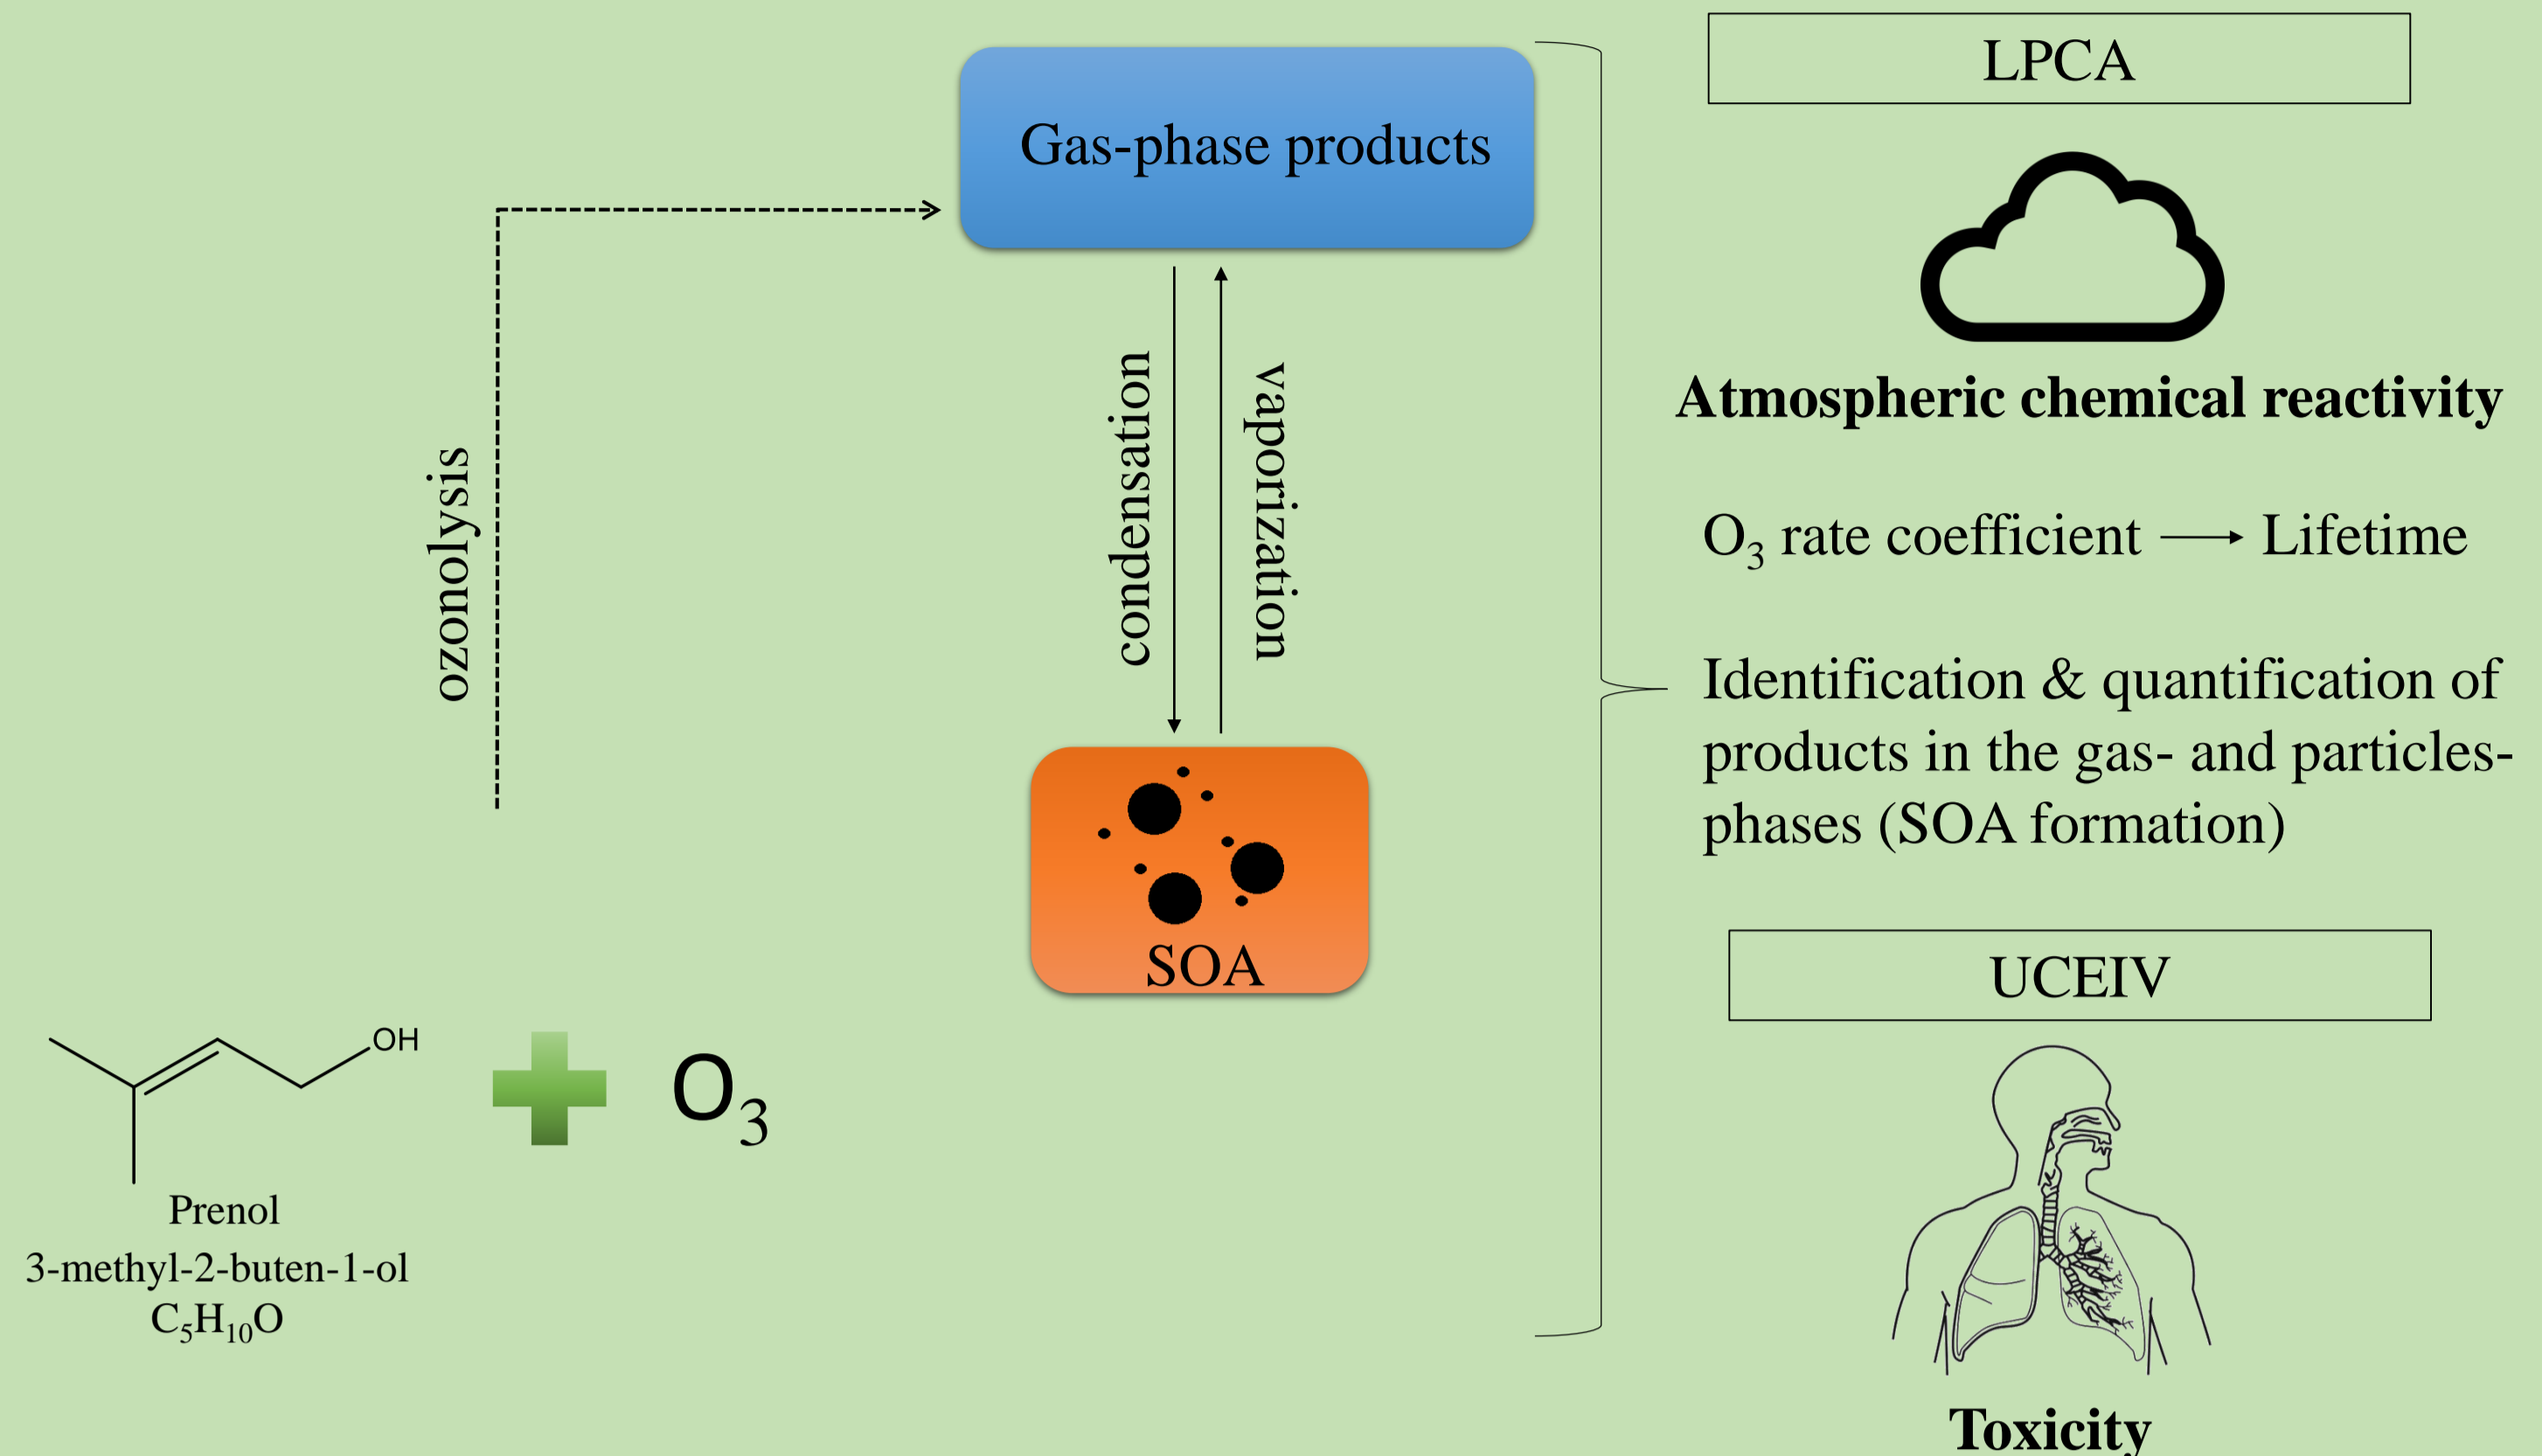 Gas-phase products
ozonolysis
condensation
vaporization
SOA
OH
O₃
Prenol
3-methyl-2-buten-1-ol
C₅H₁₀O
LPCA
Atmospheric chemical reactivity
O₃ rate coefficient → Lifetime
Identification & quantification of
products in the gas- and particles-
phases (SOA formation)
UCEIV
Toxicity